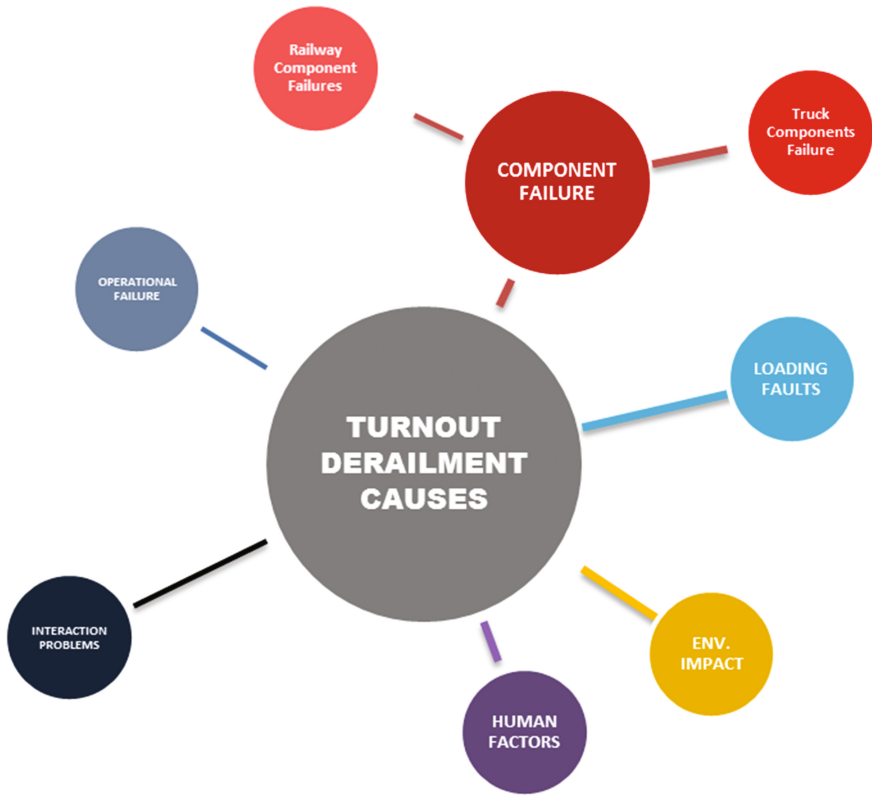 Railway
Component
Failures
Truck
Components
Failure
COMPONENT
FAILURE
OPERATIONAL
FAILURE
LOADING
FAULTS
TURNOUT
DERAILMENT
CAUSES
INTERACTION
PROBLEMS
ENV.
IMPACT
HUMAN
FACTORS